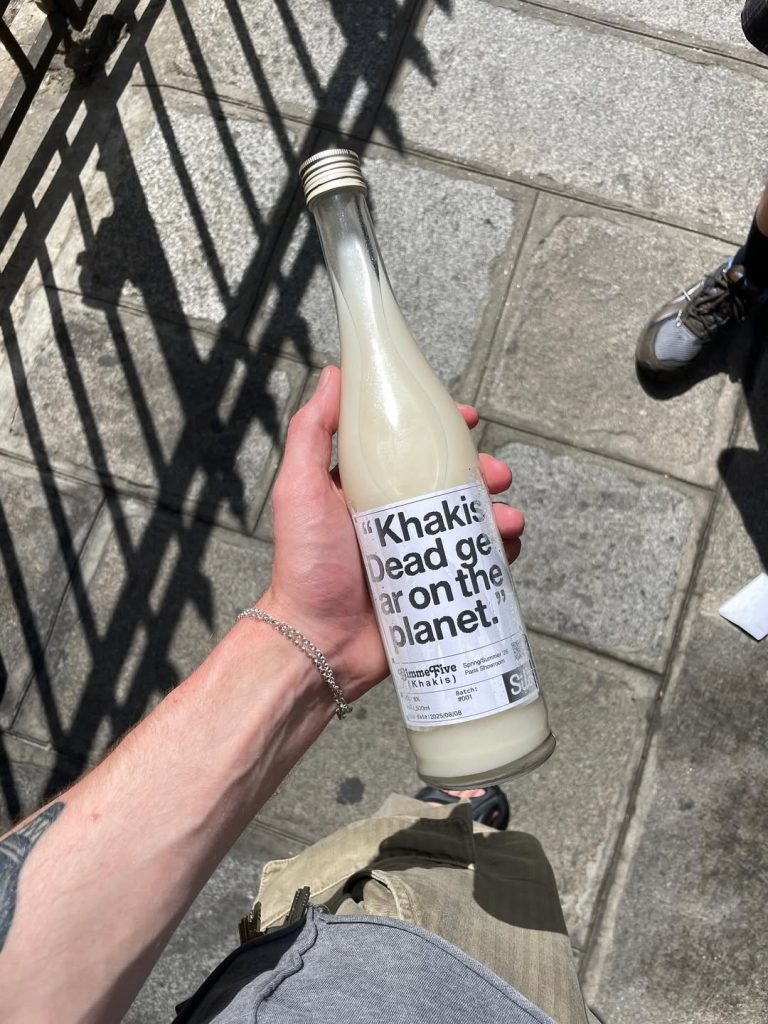 “Khakis
Dead ge
ar on the
planet.”
GimmeFive
(Khakis)
Spring/Summer '26
Paris Showroom
Batch:
#001
500ml
date: 2025/08/08